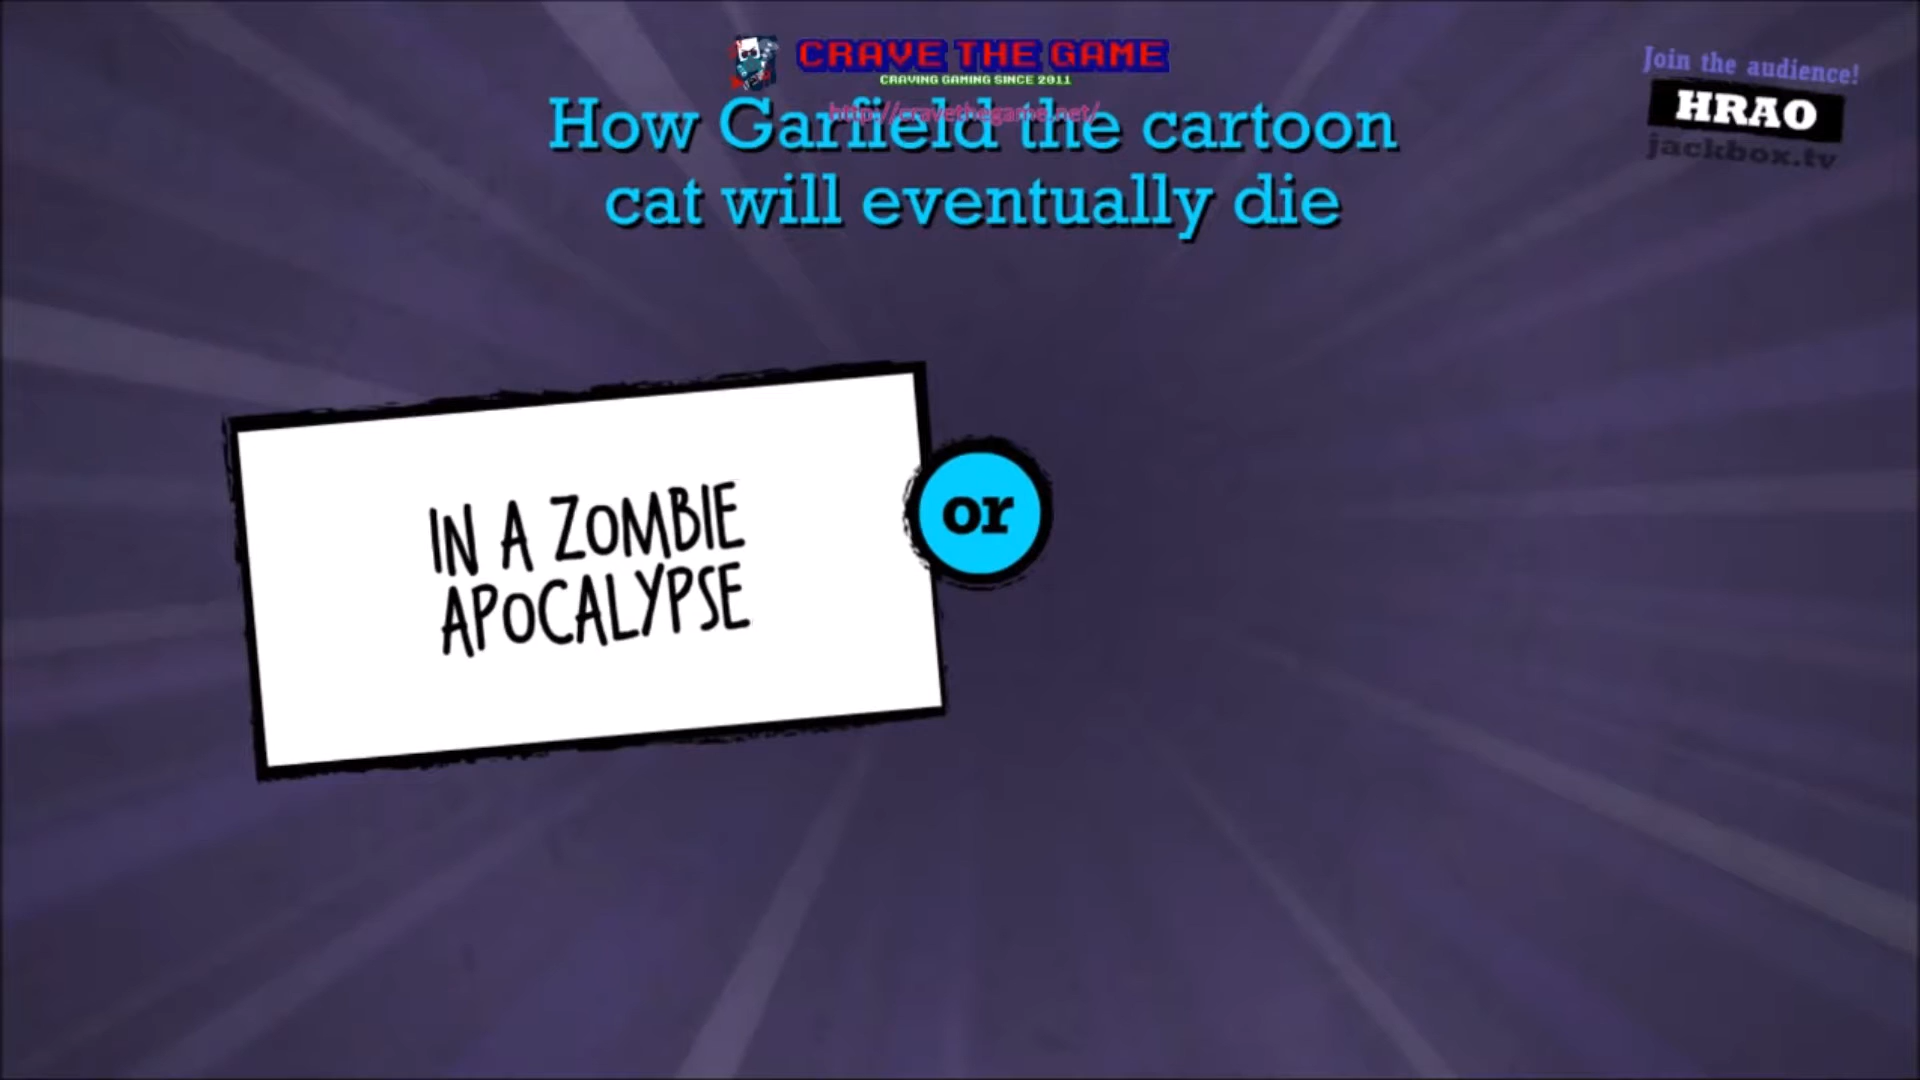 CRAVE THE GAME
CRAVING GAMING SINCE 2011
http://cravethegame.net/
How Garfield the cartoon
cat will eventually die
Join the audience!
HRAO
jackbox.tv
IN A ZOMBIE
APOCALYPSE
or